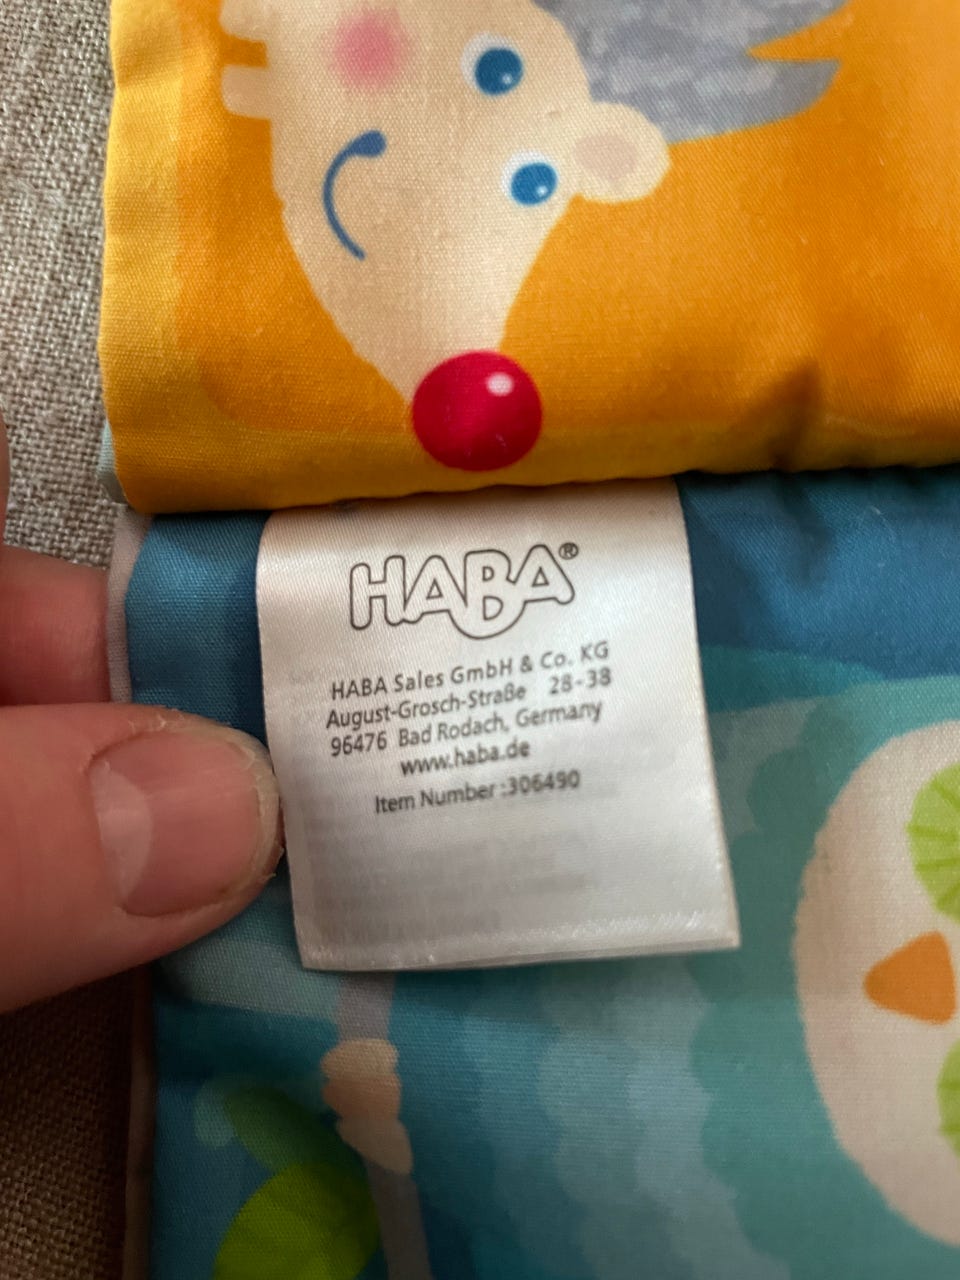 HABA®
HABA Sales GmbH & Co. KG
August-Grosch-Straße 28-38
96476 Bad Rodach, Germany
www.haba.de
Item Number :306490